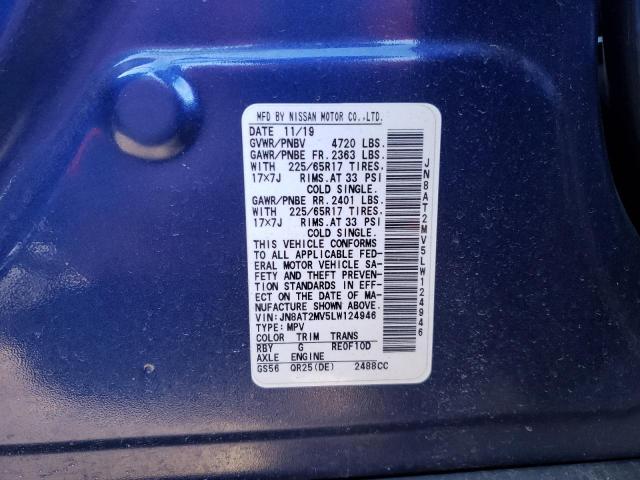 MFD BY NISSAN MOTOR CO.,LTD.
DATE 11/19
GVWR/PNBV 4720 LBS.
GAWR/PNBE FR. 2363 LBS.
WITH 225/65R17 TIRES.
17×7J RIMS.AT 33 PSI
COLD SINGLE.
GAWR/PNBE RR. 2401 LBS.
WITH 225/65R17 TIRES.
17×7J RIMS.AT 33 PSI
COLD SINGLE.
THIS VEHICLE CONFORMS
TO ALL APPLICABLE FED-
ERAL MOTOR VEHICLE SA-
FETY AND THEFT PREVEN-
TION STANDARDS IN EFF-
ECT ON THE DATE OF MA-
NUFACTURE SHOWN ABOVE.
VIN: JN8AT2MV5LW124946
TYPE: MPV
COLOR TRIM TRANS
RBY G RE0F10D
AXLE ENGINE
GS56 QR25(DE) 2488CC
JN8AT2MV5LW124946